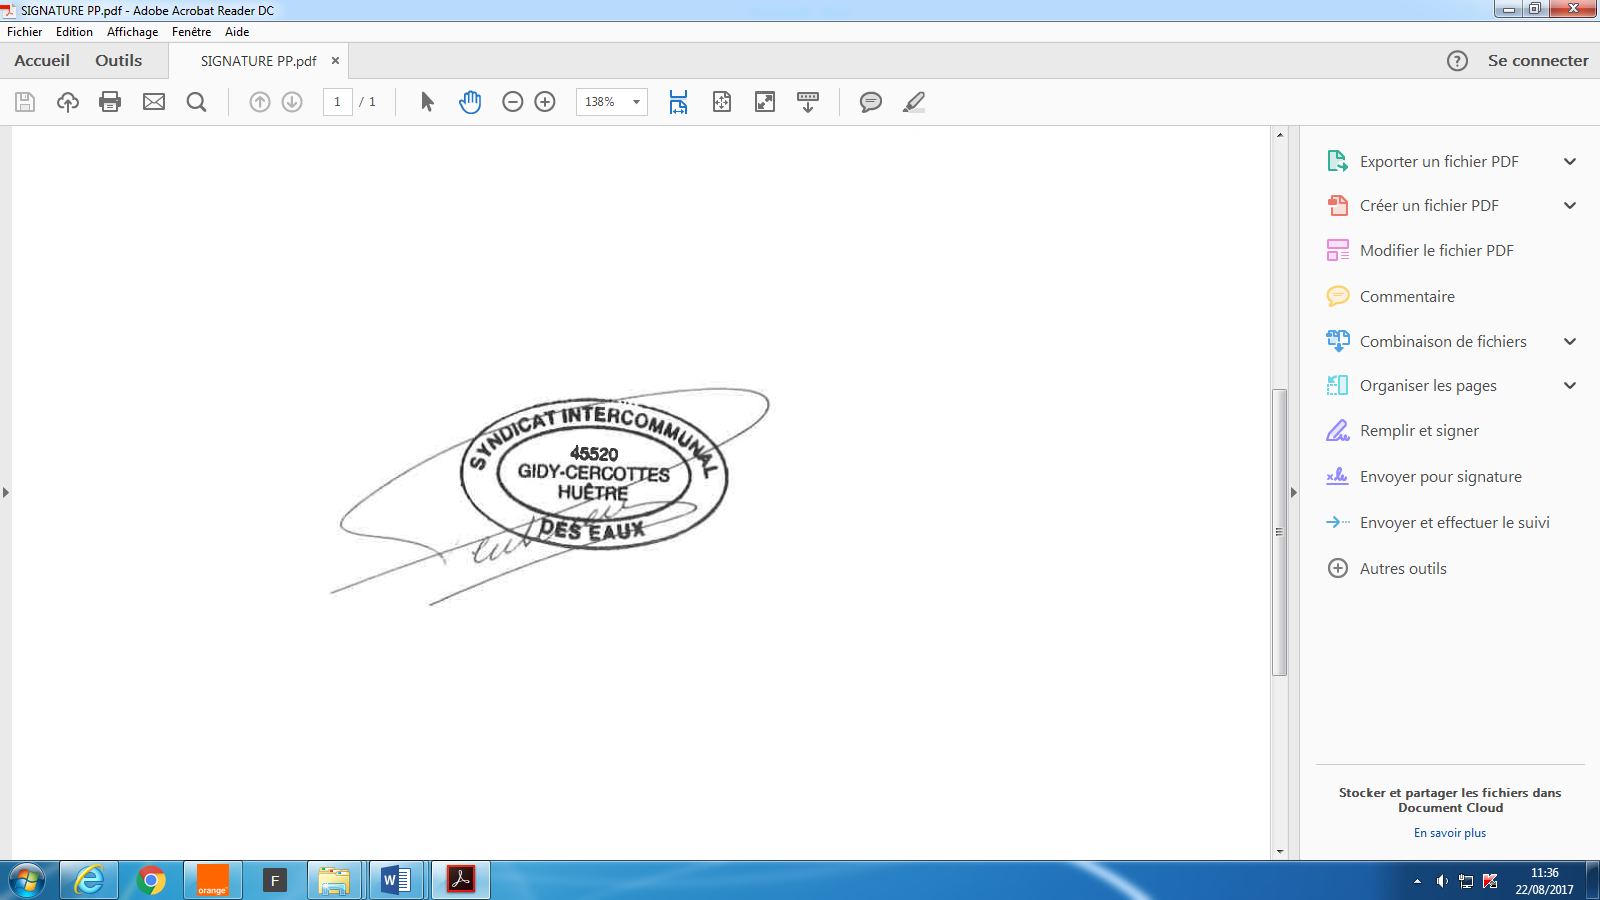 SIGNATURE PP.pdf - Adobe Acrobat Reader DC
Fichier Edition Affichage Fenêtre Aide
Accueil Outils SIGNATURE PP.pdf × Se connecter
1 / 1 138%
SYNDICAT INTERCOMMUNAL
45520
GIDY-CERCOTTES
HUÊTRE
DES EAUX
Exporter un fichier PDF
Créer un fichier PDF
Modifier le fichier PDF
Commentaire
Combinaison de fichiers
Organiser les pages
Remplir et signer
Envoyer pour signature
Envoyer et effectuer le suivi
Autres outils
Stocker et partager les fichiers dans
Document Cloud
En savoir plus
orange
F
W
11:36
22/08/2017